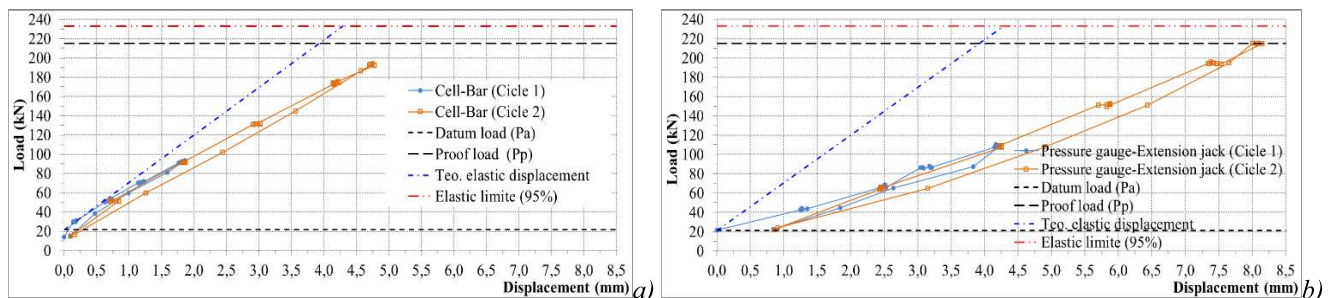 240
220
200
180
160
140
120
100
80
60
40
20
0
Load (kN)
Cell-Bar (Cicle 1)
Cell-Bar (Cicle 2)
Datum load (Pa)
Proof load (Pp)
Teo. elastic displacement
Elastic limite (95%)
0,0 0,5 1,0 1,5 2,0 2,5 3,0 3,5 4,0 4,5 5,0 5,5 6,0 6,5 7,0 7,5 8,0 8,5
Displacement (mm)
a)
240
220
200
180
160
140
120
100
80
60
40
20
0
Load (kN)
Pressure gauge-Extension jack (Cicle 1)
Pressure gauge-Extension jack (Cicle 2)
Datum load (Pa)
Proof load (Pp)
Teo. elastic displacement
Elastic limite (95%)
0,0 0,5 1,0 1,5 2,0 2,5 3,0 3,5 4,0 4,5 5,0 5,5 6,0 6,5 7,0 7,5 8,0 8,5
Displacement (mm)
b)